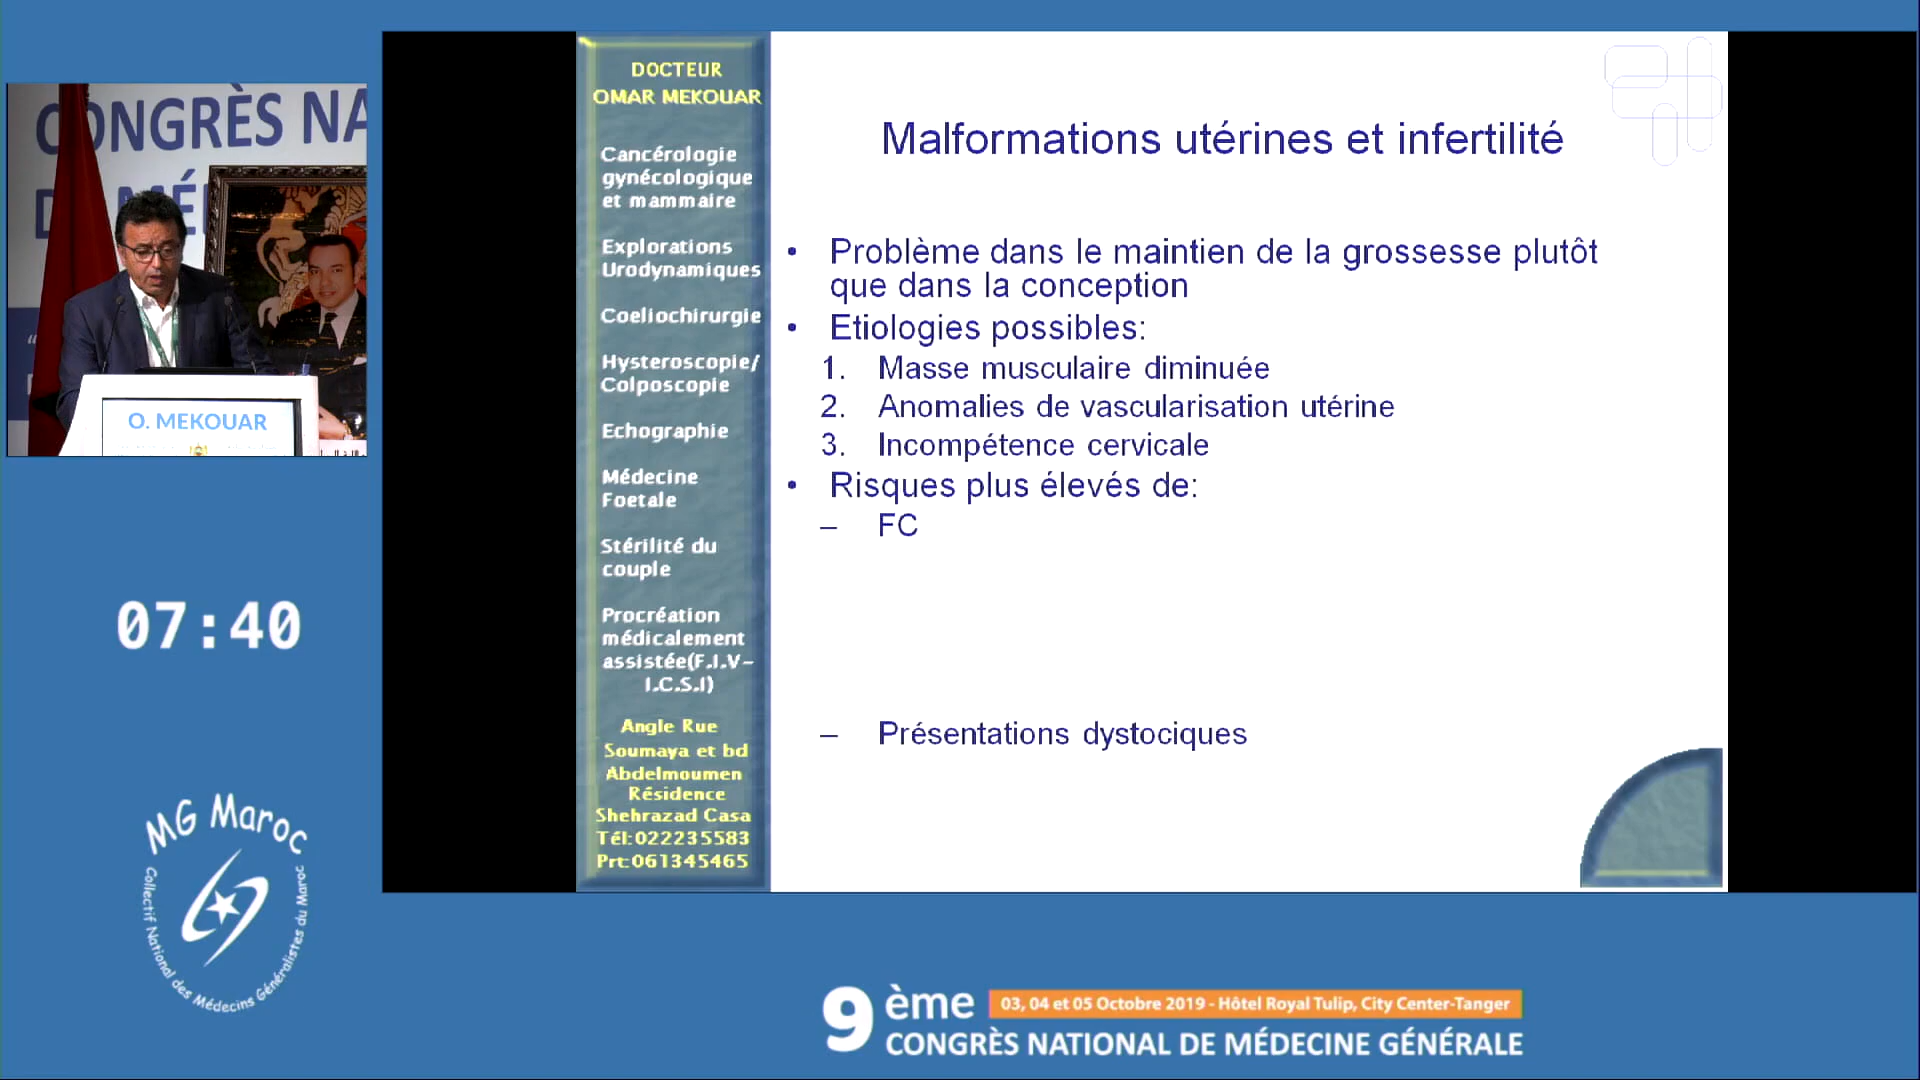 CONGRÈS NA
O. MEKOUAR
07:40
MG Maroc
Collectif National des Médecins Généralistes du Maroc
DOCTEUR
OMAR MEKOUAR
Cancérologie
gynécologique
et mammaire
Explorations
Urodynamiques
Coeliochirurgie
Hysteroscopie/
Colposcopie
Echographie
Médecine
Foetale
Stérilité du
couple
Procréation
médicalement
assistée(F.I.V-
I.C.S.I)
Angle Rue
Soumaya et bd
Abdelmoumen
Résidence
Shehrazad Casa
Tél:022235583
Prt:061345465
Malformations utérines et infertilité
• Problème dans le maintien de la grossesse plutôt
que dans la conception
• Etiologies possibles:
1. Masse musculaire diminuée
2. Anomalies de vascularisation utérine
3. Incompétence cervicale
• Risques plus élevés de:
– FC
– Présentations dystociques
9ème
03, 04 et 05 Octobre 2019 - Hôtel Royal Tulip, City Center-Tanger
CONGRÈS NATIONAL DE MÉDECINE GÉNÉRALE